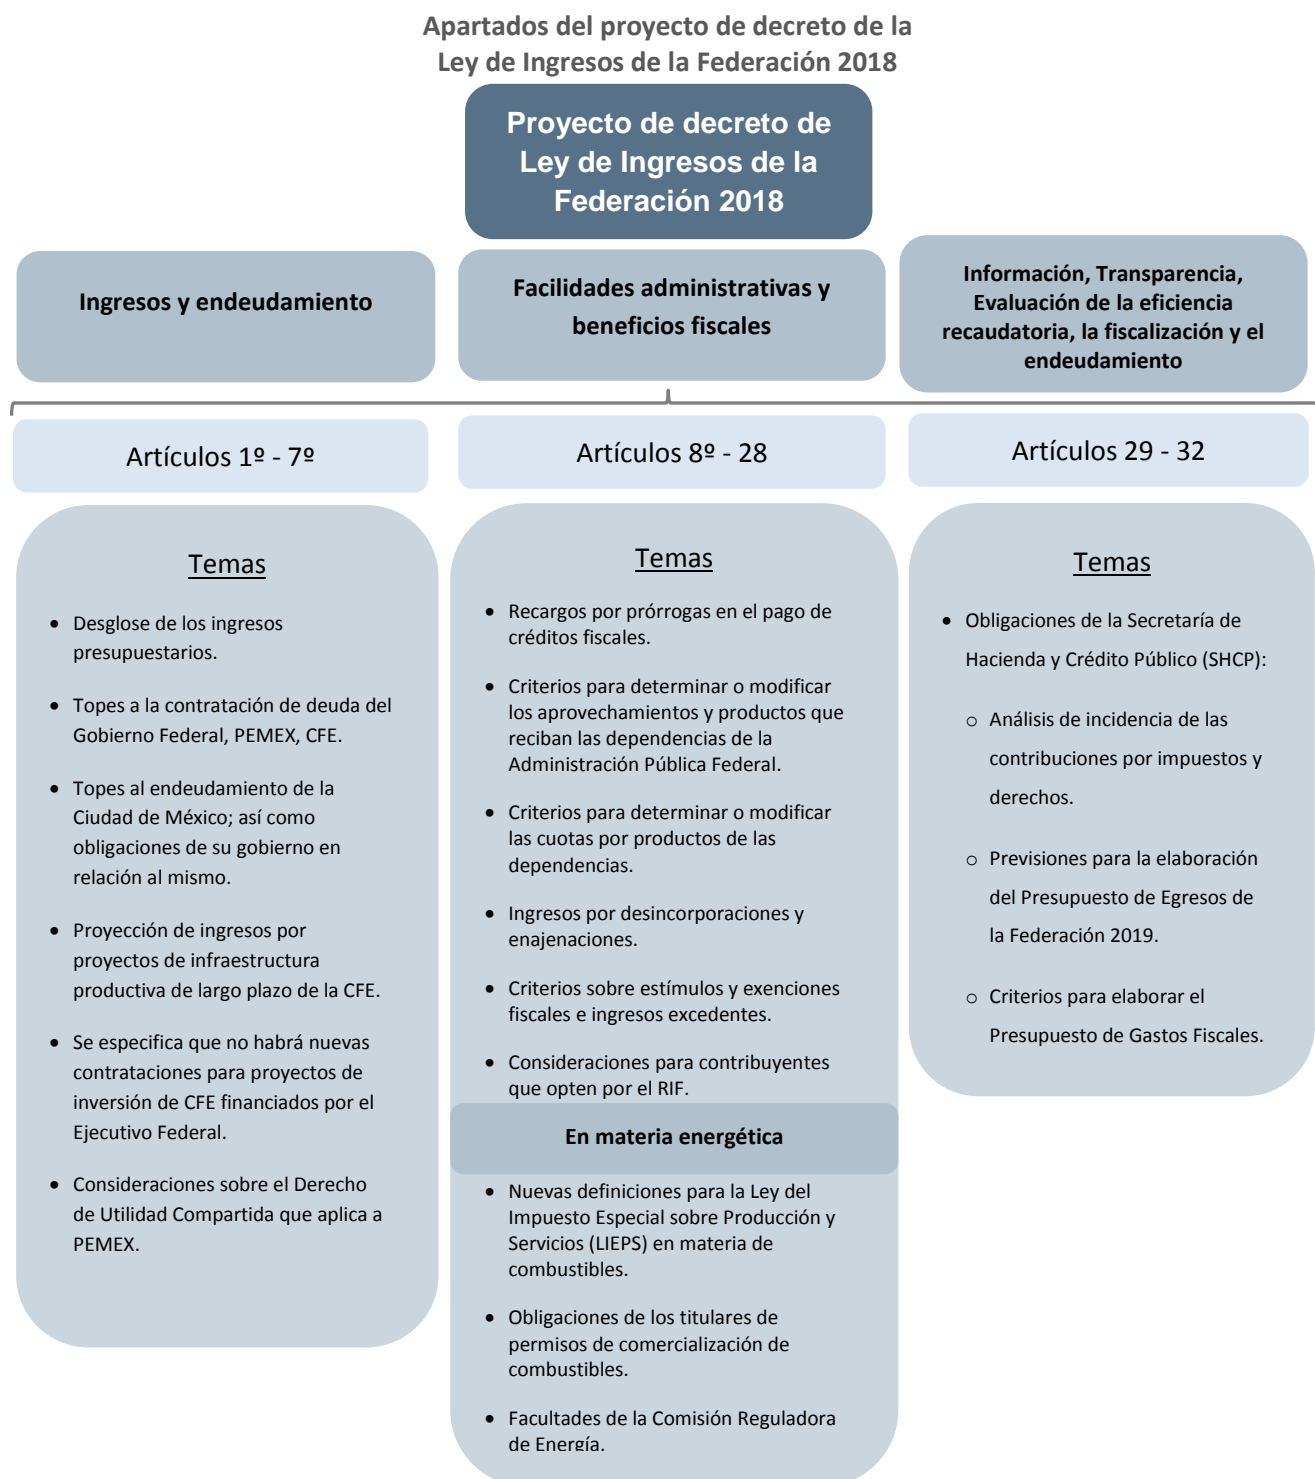 Apartados del proyecto de decreto de la
Ley de Ingresos de la Federación 2018
Proyecto de decreto de
Ley de Ingresos de la
Federación 2018
Ingresos y endeudamiento
Facilidades administrativas y
beneficios fiscales
Información, Transparencia,
Evaluación de la eficiencia
recaudatoria, la fiscalización y el
endeudamiento
Artículos 1º - 7º
Artículos 8º - 28
Artículos 29 - 32
Temas
• Desglose de los ingresos
presupuestarios.
• Topes a la contratación de deuda del
Gobierno Federal, PEMEX, CFE.
• Topes al endeudamiento de la
Ciudad de México; así como
obligaciones de su gobierno en
relación al mismo.
• Proyección de ingresos por
proyectos de infraestructura
productiva de largo plazo de la CFE.
• Se especifica que no habrá nuevas
contrataciones para proyectos de
inversión de CFE financiados por el
Ejecutivo Federal.
• Consideraciones sobre el Derecho
de Utilidad Compartida que aplica a
PEMEX.
Temas
• Recargos por prórrogas en el pago de
créditos fiscales.
• Criterios para determinar o modificar
los aprovechamientos y productos que
reciban las dependencias de la
Administración Pública Federal.
• Criterios para determinar o modificar
las cuotas por productos de las
dependencias.
• Ingresos por desincorporaciones y
enajenaciones.
• Criterios sobre estímulos y exenciones
fiscales e ingresos excedentes.
• Consideraciones para contribuyentes
que opten por el RIF.
En materia energética
• Nuevas definiciones para la Ley del
Impuesto Especial sobre Producción y
Servicios (LIEPS) en materia de
combustibles.
• Obligaciones de los titulares de
permisos de comercialización de
combustibles.
• Facultades de la Comisión Reguladora
de Energía.
Temas
• Obligaciones de la Secretaría de
Hacienda y Crédito Público (SHCP):
o Análisis de incidencia de las
contribuciones por impuestos y
derechos.
o Previsiones para la elaboración
del Presupuesto de Egresos de
la Federación 2019.
o Criterios para elaborar el
Presupuesto de Gastos Fiscales.